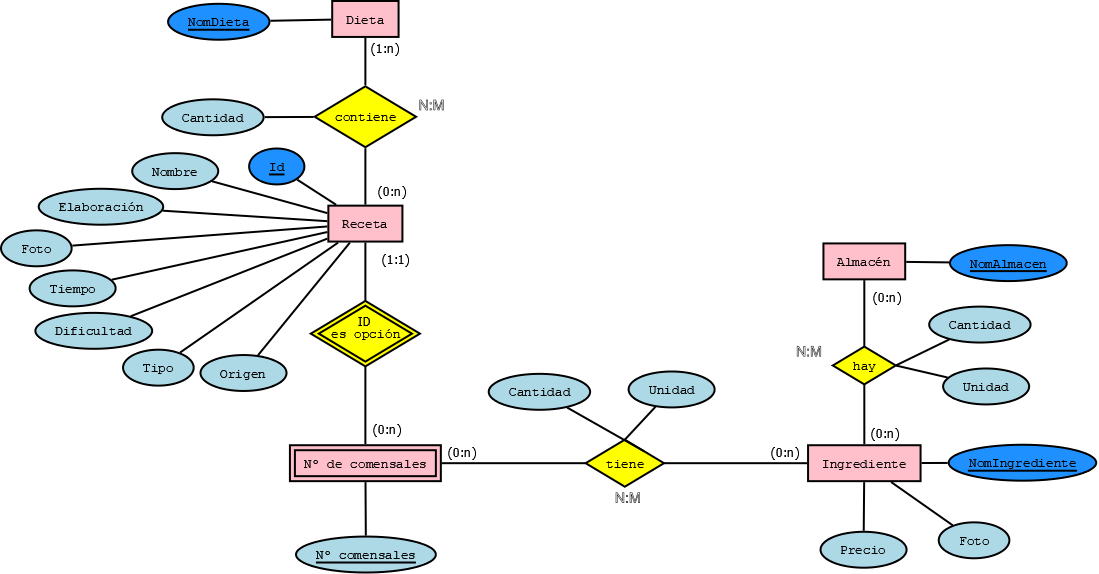 NomDieta
Dieta
(1:n)
Cantidad
contiene
N:M
Nombre
Id
(0:n)
Elaboración
Receta
Foto
(1:1)
Tiempo
Dificultad
Tipo
Origen
ID
es opción
Almacén
NomAlmacen
(0:n)
Cantidad
N:M
hay
Unidad
Cantidad
Unidad
(0:n)
(0:n)
Nº de comensales
(0:n)
tiene
(0:n)
Ingrediente
NomIngrediente
N:M
Nº comensales
Precio
Foto